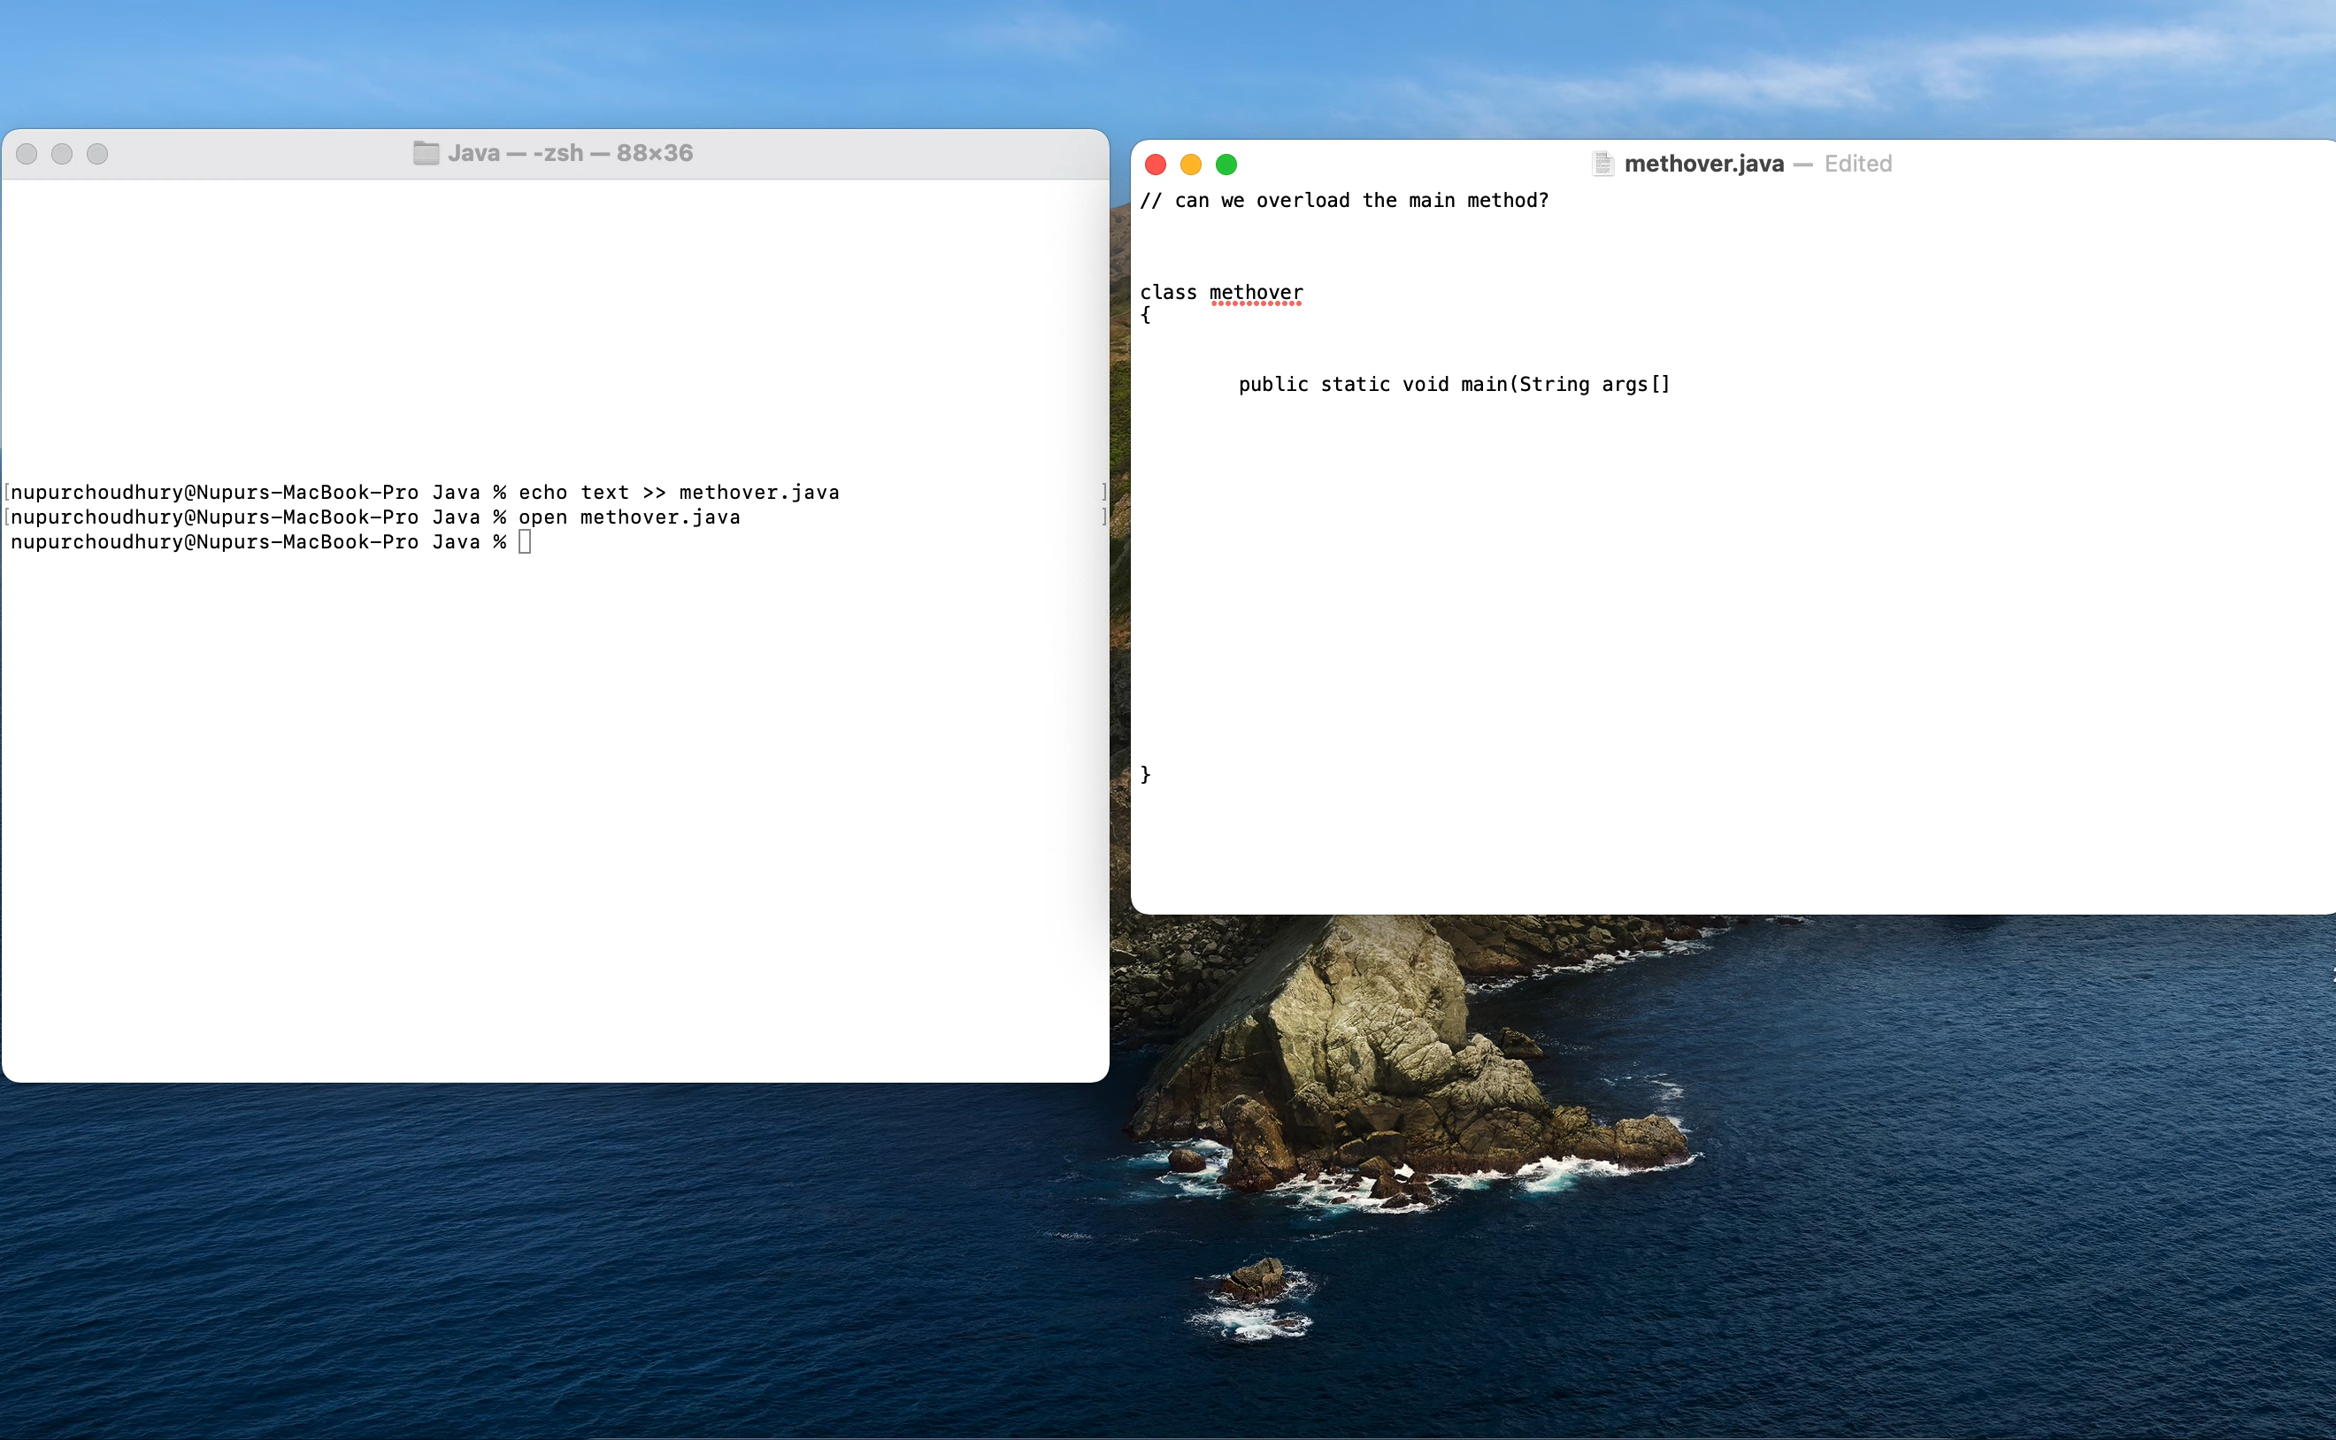 Java — -zsh — 88×36
[nupurchoudhury@Nupurs-MacBook-Pro Java % echo text >> methover.java ]
[nupurchoudhury@Nupurs-MacBook-Pro Java % open methover.java ]
nupurchoudhury@Nupurs-MacBook-Pro Java %
methover.java — Edited
// can we overload the main method?
class methover
{
public static void main(String args[]
}